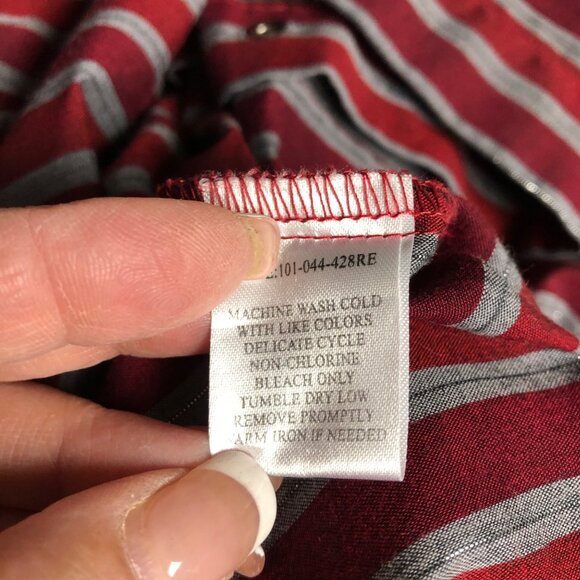 :101-044-428RE
MACHINE WASH COLD
WITH LIKE COLORS
DELICATE CYCLE
NON-CHLORINE
BLEACH ONLY
TUMBLE DRY LOW
REMOVE PROMPTLY
ARM IRON IF NEEDED